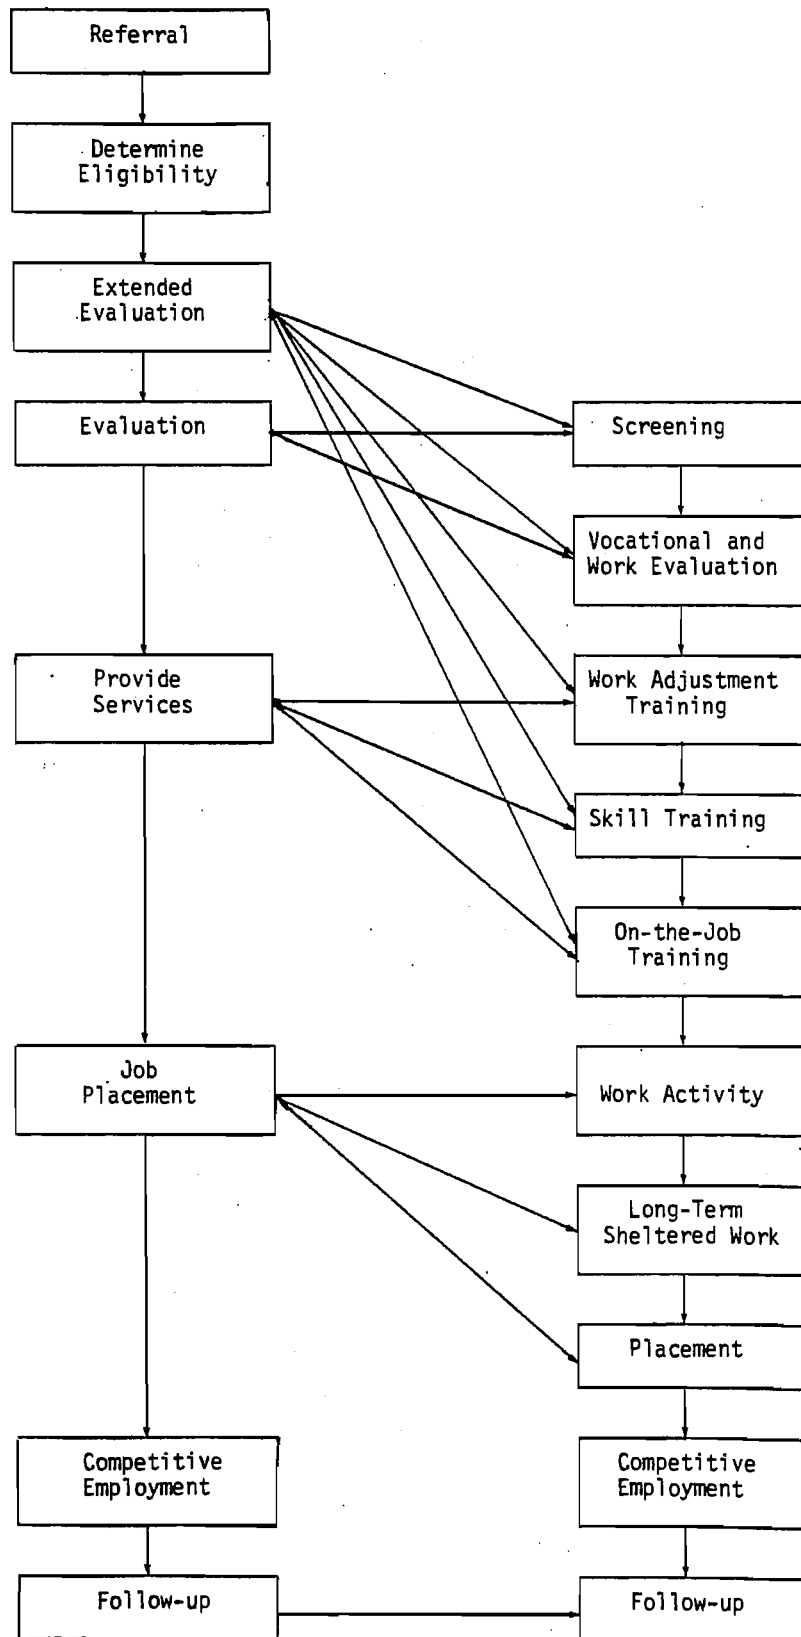 Referral
Determine
Eligibility
Extended
Evaluation
Evaluation
Provide
Services
Job
Placement
Competitive
Employment
Follow-up
Screening
Vocational and
Work Evaluation
Work Adjustment
Training
Skill Training
On-the-Job
Training
Work Activity
Long-Term
Sheltered Work
Placement
Competitive
Employment
Follow-up